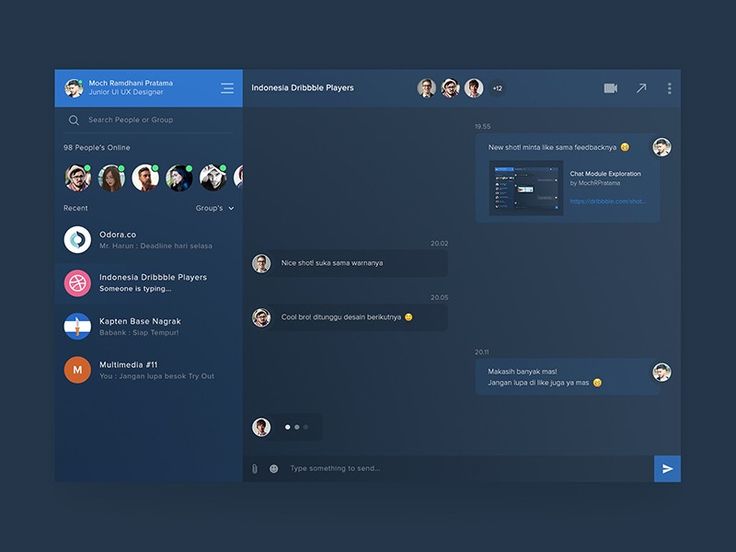 Moch Ramdhani Pratama
Junior UI UX Designer
Search People or Group
98 People's Online
Recent
Group's
Odora.co
Mr. Harun : Deadline hari selasa
Indonesia Dribbble Players
Someone is typing...
Kapten Base Nagrak
Babank : Siap Tempur!
M
Multimedia #11
You : Jangan lupa besok Try Out
Indonesia Dribbble Players
+12
19.55
New shot! minta like sama feedbacknya
Chat Module Exploration
by MochRPratama
https://dribbble.com/shot...
20.02
Nice shot! suka sama warnanya
20.05
Cool bro! ditunggu desain berikutnya
20.11
Makasih banyak mas!
Jangan lupa di like juga ya mas
Type something to send...